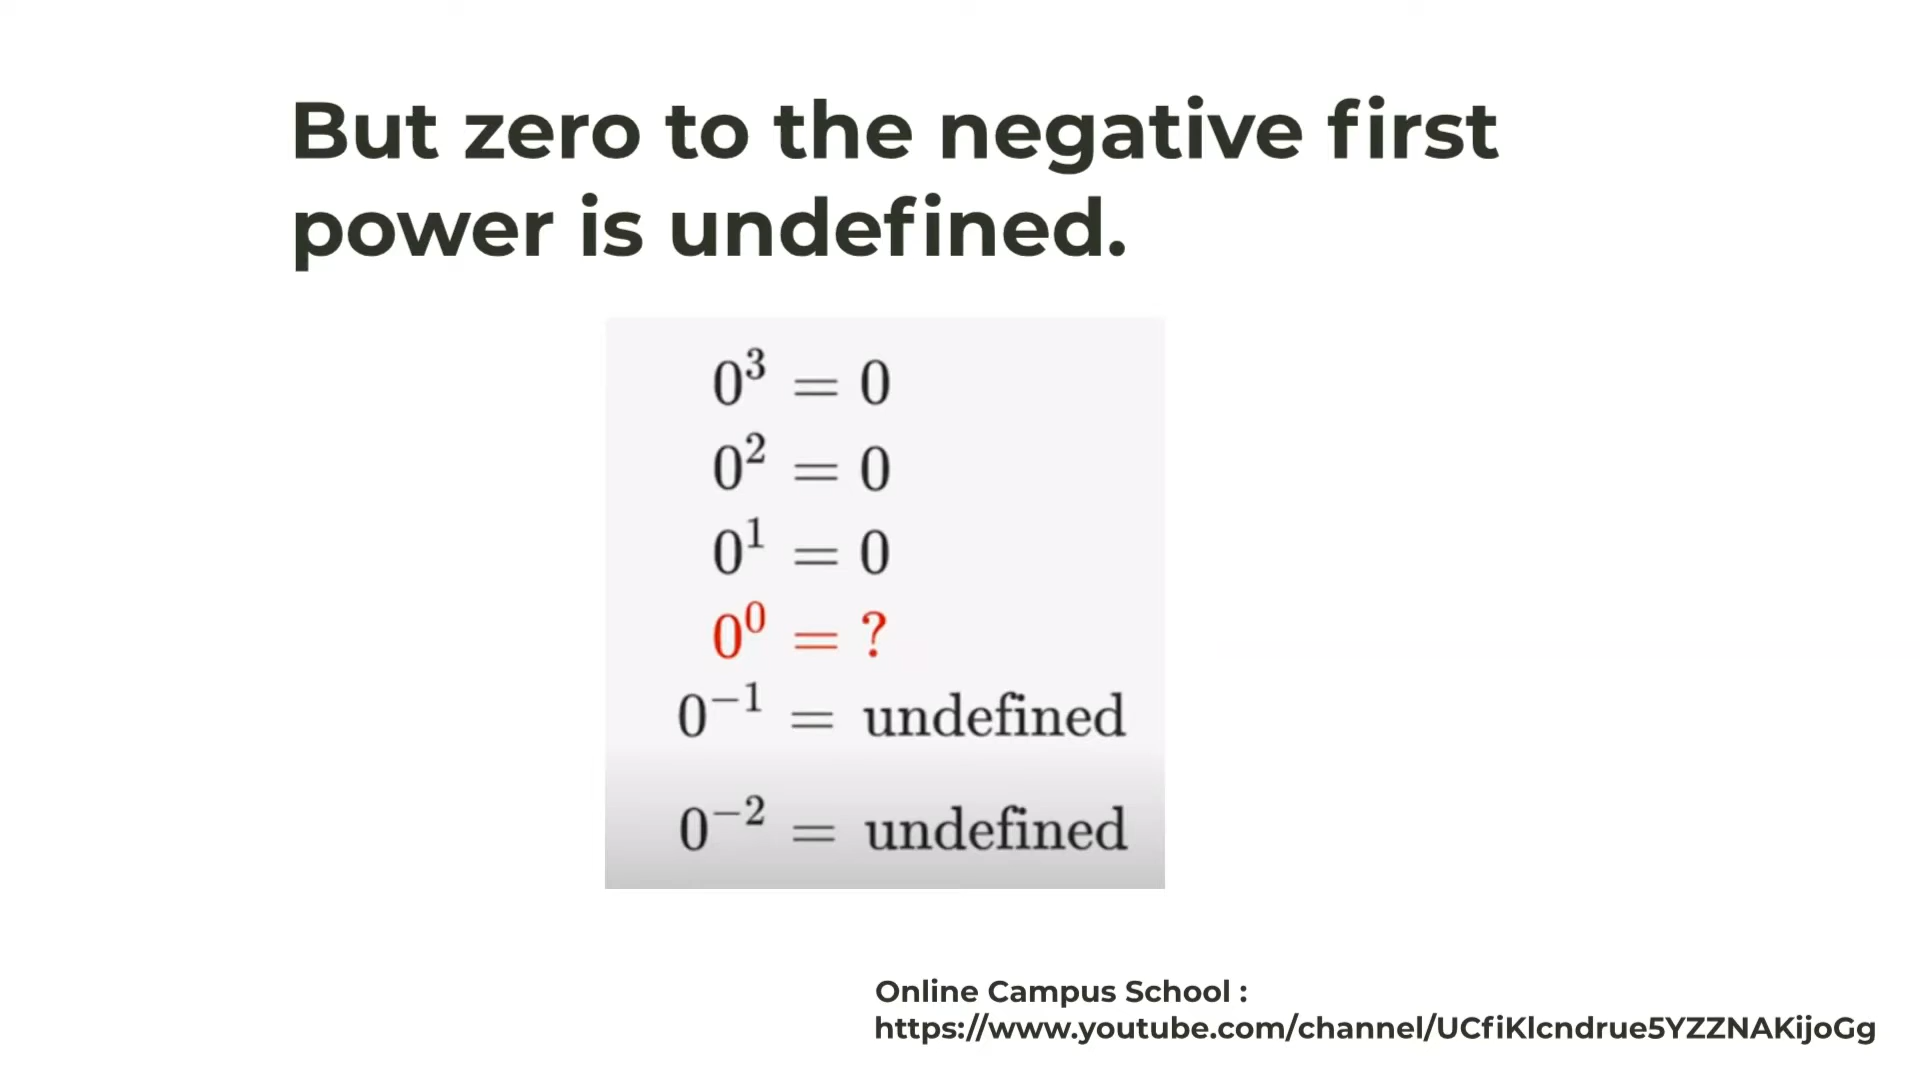 But zero to the negative first
power is undefined.
0³ = 0
0² = 0
0¹ = 0
0⁰ = ?
0⁻¹ = undefined
0⁻² = undefined
Online Campus School :
https://www.youtube.com/channel/UCfiKlcndrue5YZZNAKijoGg